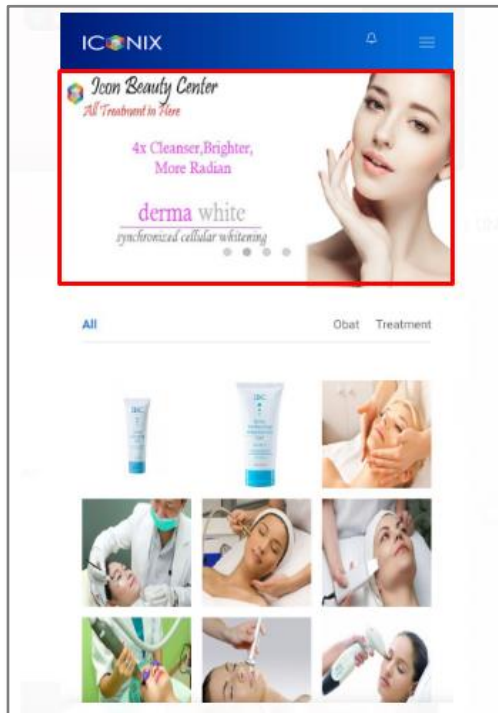 ICONIX
Icon Beauty Center
All Treatment in Here
4x Cleanser,Brighter,
More Radian
derma white
synchronized cellular whitening
All Obat Treatment